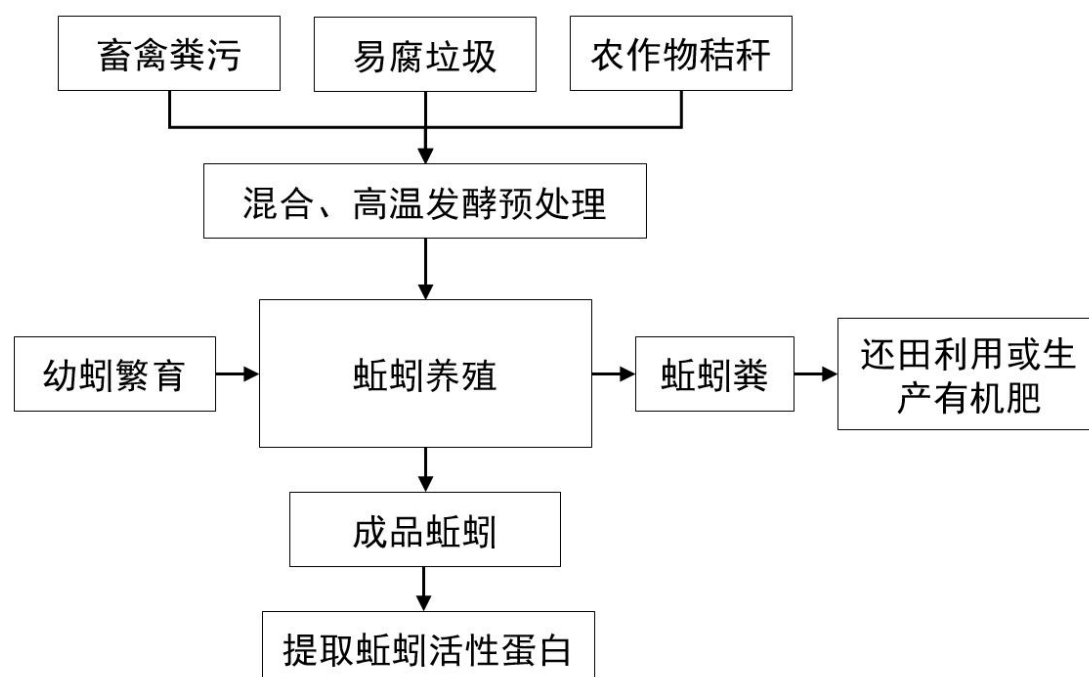 畜禽粪污
易腐垃圾
农作物秸秆
混合、高温发酵预处理
幼蚓繁育
蚯蚓养殖
蚯蚓粪
还田利用或生
产有机肥
成品蚯蚓
提取蚯蚓活性蛋白